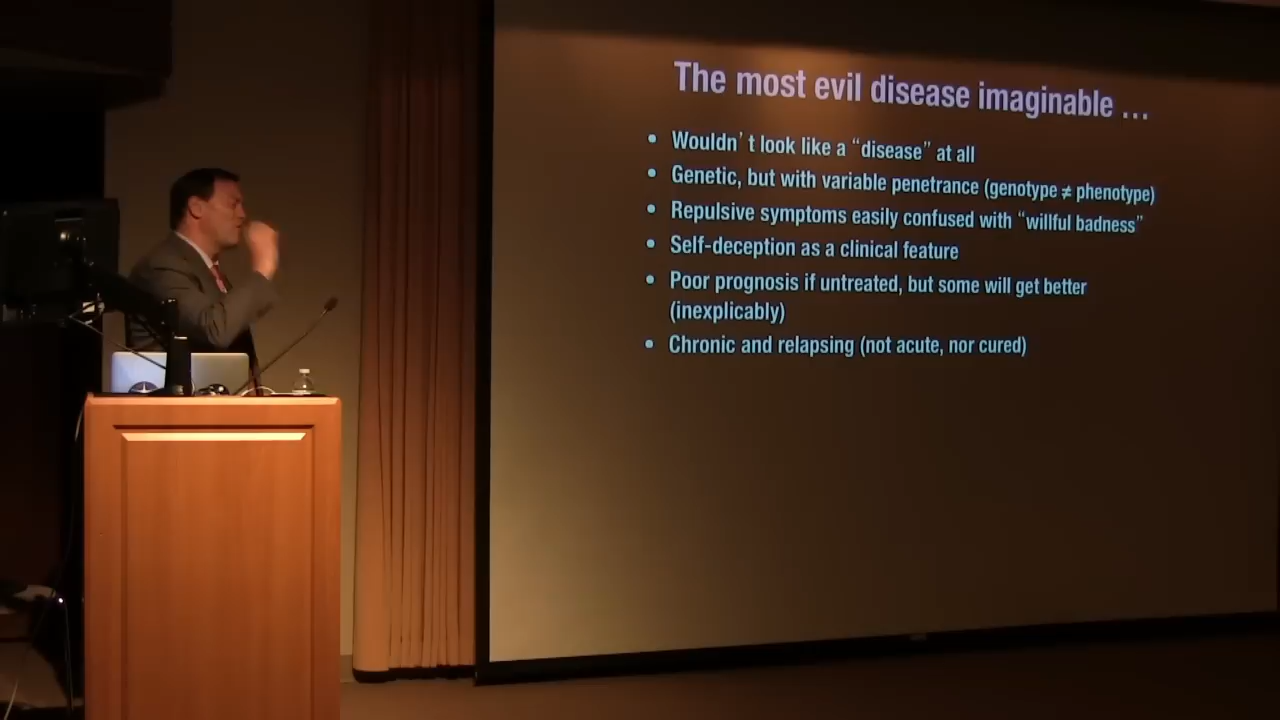 The most evil disease imaginable …
• Wouldn’t look like a “disease” at all
• Genetic, but with variable penetrance (genotype ≠ phenotype)
• Repulsive symptoms easily confused with “willful badness”
• Self-deception as a clinical feature
• Poor prognosis if untreated, but some will get better
(inexplicably)
• Chronic and relapsing (not acute, nor cured)